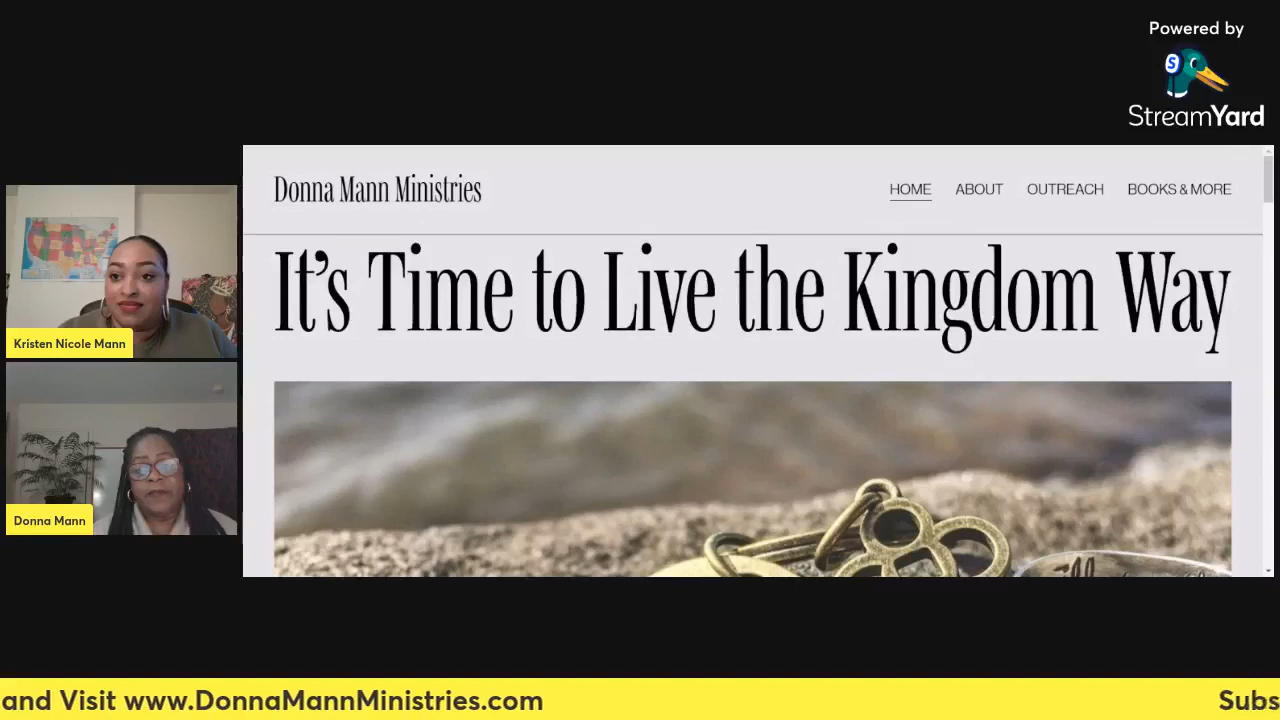 Powered by
S
StreamYard
Donna Mann Ministries
HOME ABOUT OUTREACH BOOKS & MORE
It's Time to Live the Kingdom Way
Kristen Nicole Mann
Donna Mann
and Visit www.DonnaMannMinistries.com
Subs